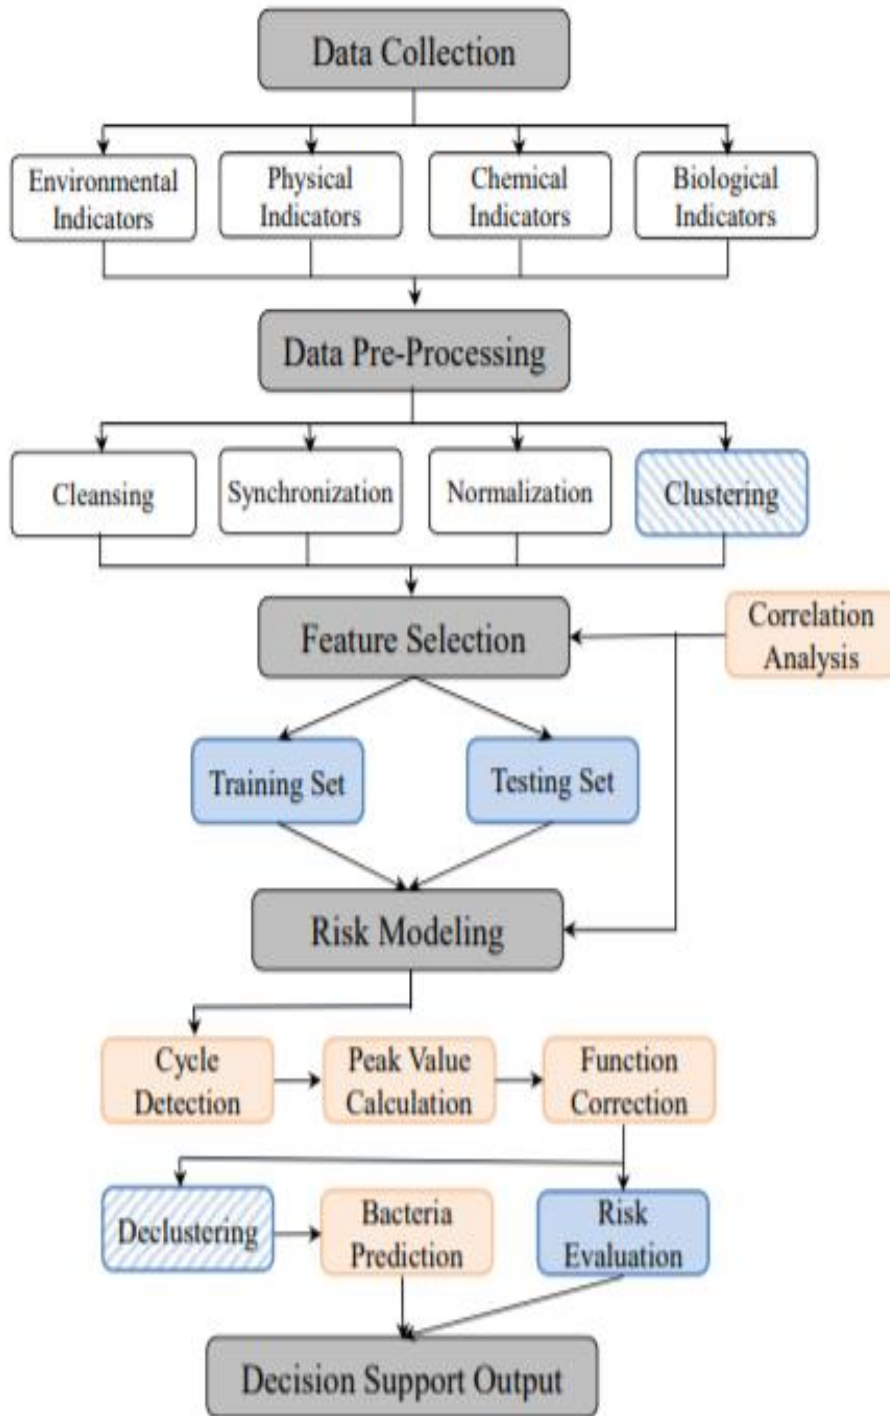 Data Collection
Environmental
Indicators
Physical
Indicators
Chemical
Indicators
Biological
Indicators
Data Pre-Processing
Cleansing
Synchronization
Normalization
Clustering
Feature Selection
Correlation
Analysis
Training Set
Testing Set
Risk Modeling
Cycle
Detection
Peak Value
Calculation
Function
Correction
Declustering
Bacteria
Prediction
Risk
Evaluation
Decision Support Output